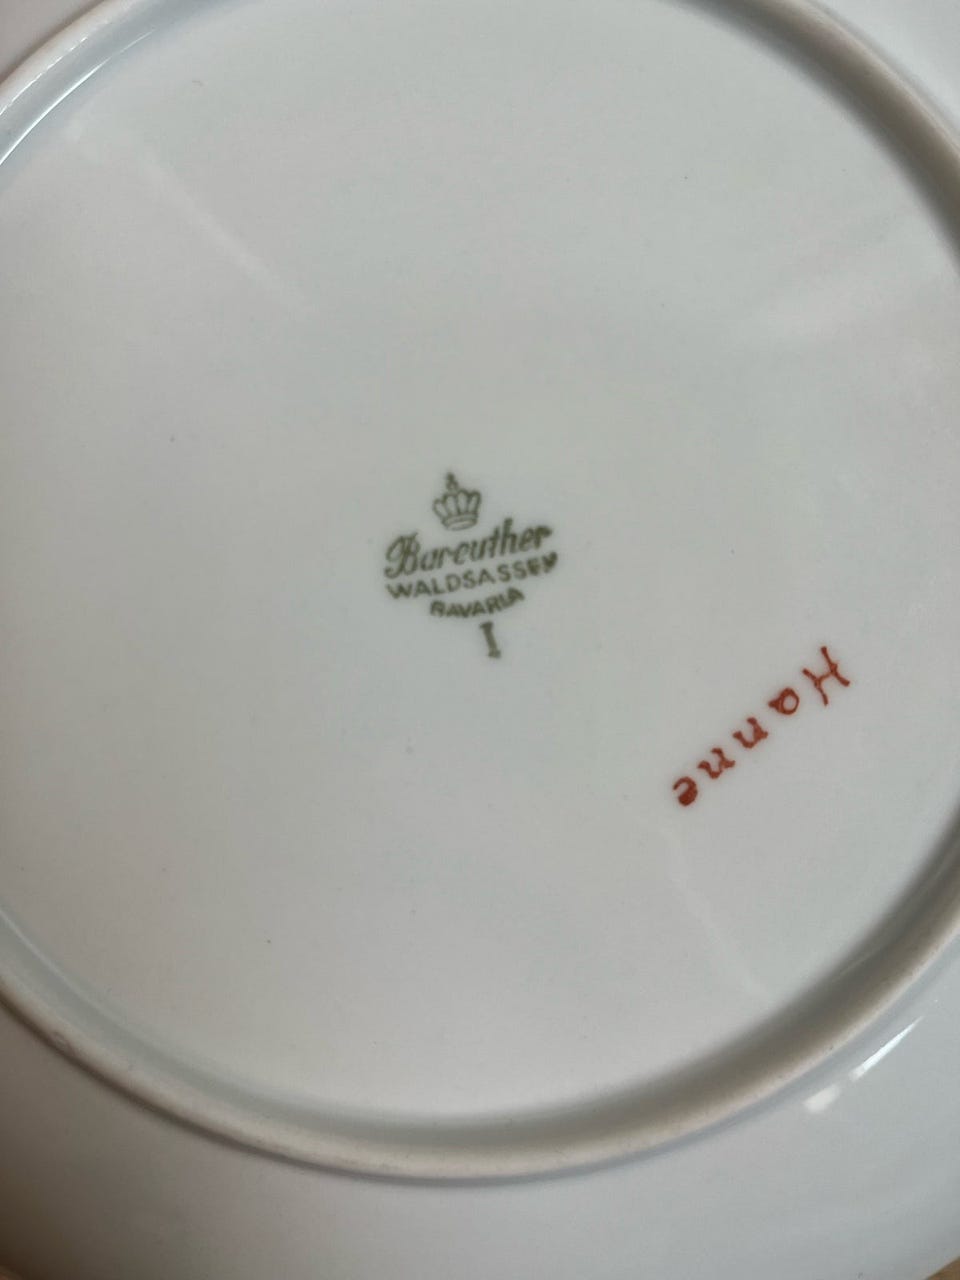 Bareuther
WALDSASSEN
BAVARIA
I
Hanne